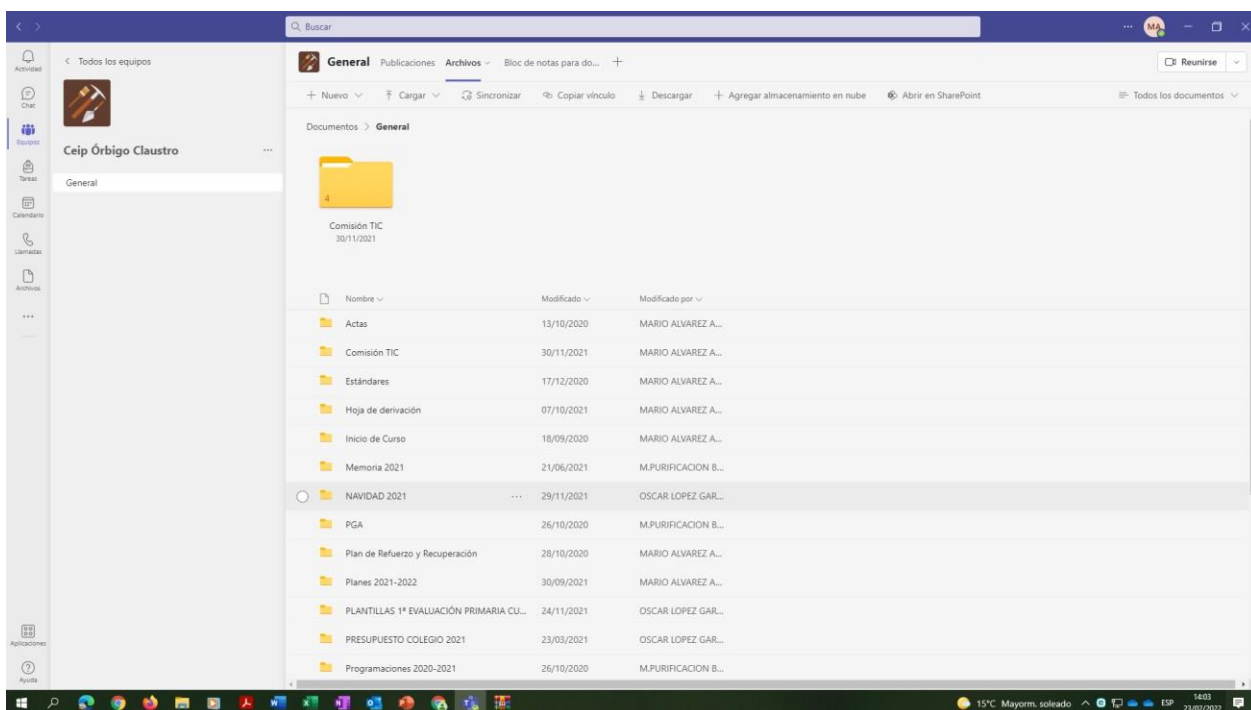 Buscar
MA
Actividad
Chat
Equipos
Tareas
Calendario
Llamadas
Archivos
Aplicaciones
Ayuda
Todos los equipos
Ceip Órbigo Claustro
General
General Publicaciones Archivos Bloc de notas para do... +
Reunirse
+ Nuevo Cargar Sincronizar Copiar vínculo Descargar + Agregar almacenamiento en nube Abrir en SharePoint Todos los documentos
Documentos > General
4
Comisión TIC
30/11/2021
Nombre Modificado Modificado por
Actas 13/10/2020 MARIO ALVAREZ A...
Comisión TIC 30/11/2021 MARIO ALVAREZ A...
Estándares 17/12/2020 MARIO ALVAREZ A...
Hoja de derivación 07/10/2021 MARIO ALVAREZ A...
Inicio de Curso 18/09/2020 MARIO ALVAREZ A...
Memoria 2021 21/06/2021 M.PURIFICACION B...
NAVIDAD 2021 ... 29/11/2021 OSCAR LOPEZ GAR...
PGA 26/10/2020 M.PURIFICACION B...
Plan de Refuerzo y Recuperación 28/10/2020 MARIO ALVAREZ A...
Planes 2021-2022 30/09/2021 MARIO ALVAREZ A...
PLANTILLAS 1ª EVALUACIÓN PRIMARIA CU... 24/11/2021 OSCAR LOPEZ GAR...
PRESUPUESTO COLEGIO 2021 23/03/2021 OSCAR LOPEZ GAR...
Programaciones 2020-2021 26/10/2020 M.PURIFICACION B...
15°C Mayorm. soleado ESP 14:03
23/02/2022